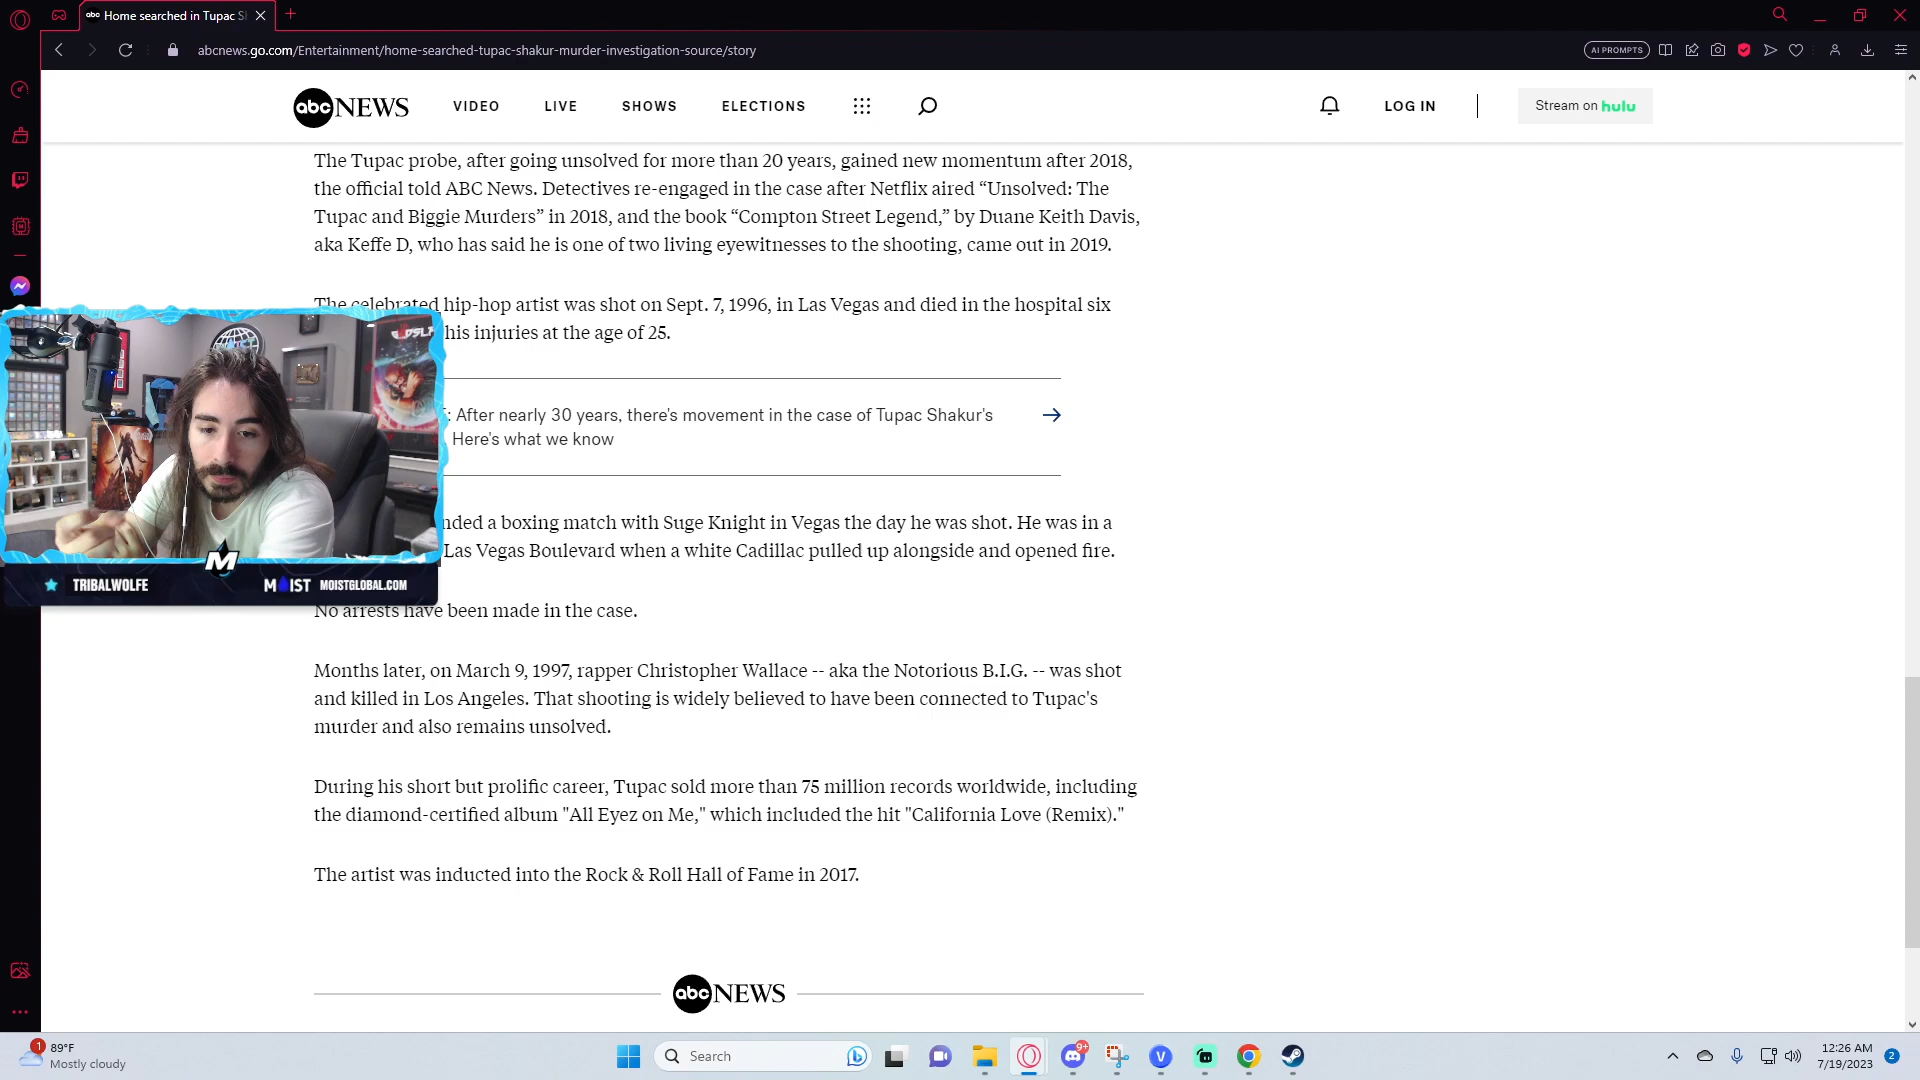 abc Home searched in Tupac S
abcnews.go.com/Entertainment/home-searched-tupac-shakur-murder-investigation-source/story
AI PROMPTS
abc NEWS
VIDEO
LIVE
SHOWS
ELECTIONS
LOG IN
Stream on hulu
The Tupac probe, after going unsolved for more than 20 years, gained new momentum after 2018,
the official told ABC News. Detectives re-engaged in the case after Netflix aired “Unsolved: The
Tupac and Biggie Murders” in 2018, and the book “Compton Street Legend,” by Duane Keith Davis,
aka Keffe D, who has said he is one of two living eyewitnesses to the shooting, came out in 2019.
The celebrated hip-hop artist was shot on Sept. 7, 1996, in Las Vegas and died in the hospital six
his injuries at the age of 25.
: After nearly 30 years, there's movement in the case of Tupac Shakur's
Here's what we know
nded a boxing match with Suge Knight in Vegas the day he was shot. He was in a
Las Vegas Boulevard when a white Cadillac pulled up alongside and opened fire.
M
TRIBALWOLFE
MOIST
MOISTGLOBAL.COM
No arrests have been made in the case.
Months later, on March 9, 1997, rapper Christopher Wallace -- aka the Notorious B.I.G. -- was shot
and killed in Los Angeles. That shooting is widely believed to have been connected to Tupac's
murder and also remains unsolved.
During his short but prolific career, Tupac sold more than 75 million records worldwide, including
the diamond-certified album "All Eyez on Me," which included the hit "California Love (Remix)."
The artist was inducted into the Rock & Roll Hall of Fame in 2017.
abc NEWS
1
89°F
Mostly cloudy
Search
9+
V
12:26 AM
7/19/2023
2